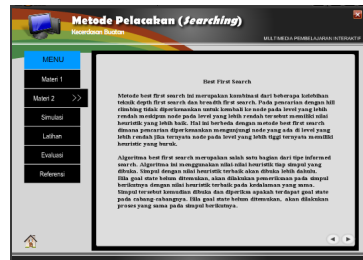 Metode Pelacakan (Searching)
Kecerdasan Buatan
MULTIMEDIA PEMBELAJARAN INTERAKTIF
MENU
Materi 1
Materi 2 >>
Simulasi
Latihan
Evaluasi
Referensi
Best First Search
Metode best first search ini merupakan kombinasi dari beberapa kelebihan
teknik depth first search dan breadth first search. Pada pencarian dengan hill
climbing tidak diperkenankan untuk kembali ke node pada level yang lebih
rendah meskipun node pada level yang lebih rendah tersebut memiliki nilai
heuristik yang lebih baik. Hal ini berbeda dengan metode best first search
dimana pencarian diperkenankan mengunjungi node yang ada di level yang
lebih rendah jika ternyata node pada level yang lebih tinggi ternyata memiliki
heuristik yang buruk.
Algoritma best first search merupakan salah satu bagian dari tipe informed
search. Algoritma ini menggunakan nilai-nilai heuristik tiap simpul yang
dibuka. Simpul dengan nilai heuristik terbaik akan dibuka lebih dahulu.
Bila goal state belum ditemukan, akan dilakukan pemeriksaan pada simpul
berikutnya dengan nilai heuristik terbaik pada kedalaman yang sama.
Simpul tersebut kemudian dibuka dan diperiksa apakah terdapat goal state
pada cabang-cabangnya. Bila goal state belum ditemukan, akan dilakukan
proses yang sama pada simpul berikutnya.